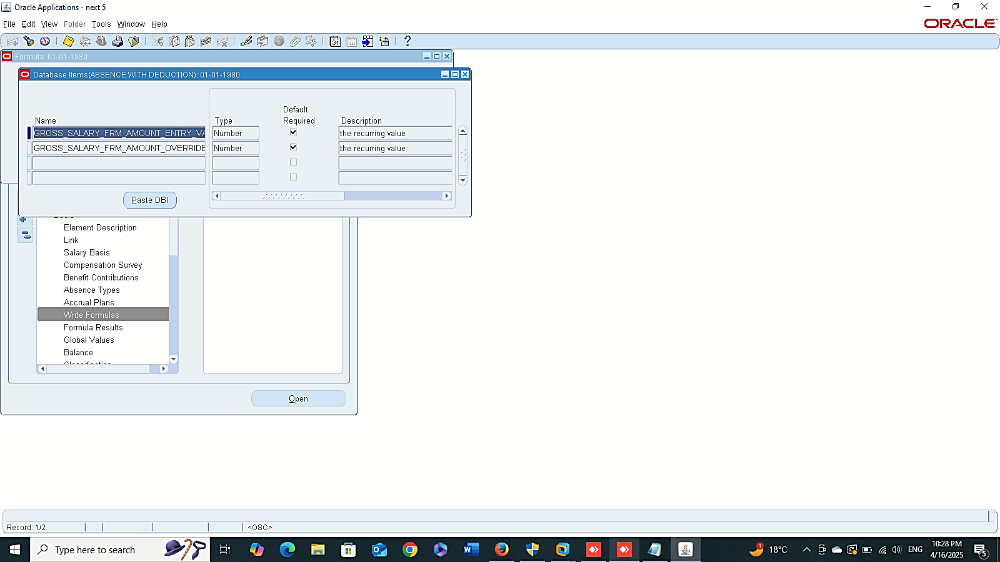 Oracle Applications - next 5
File Edit View Folder Tools Window Help
ORACLE
Formula: 01-01-1980
Database Items(ABSENCE WITH DEDUCTION): 01-01-1980
Default
Name Type Required Description
GROSS_SALARY_FRM_AMOUNT_ENTRY_VA Number the recurring value
GROSS_SALARY_FRM_AMOUNT_OVERRIDE Number the recurring value
Paste DBI
Element Description
Link
Salary Basis
Compensation Survey
Benefit Contributions
Absence Types
Accrual Plans
Write Formulas
Formula Results
Global Values
Balance
Open
Record: 1/2 ... <OSC>
Type here to search
18°C
ENG
10:28 PM
4/16/2025
5